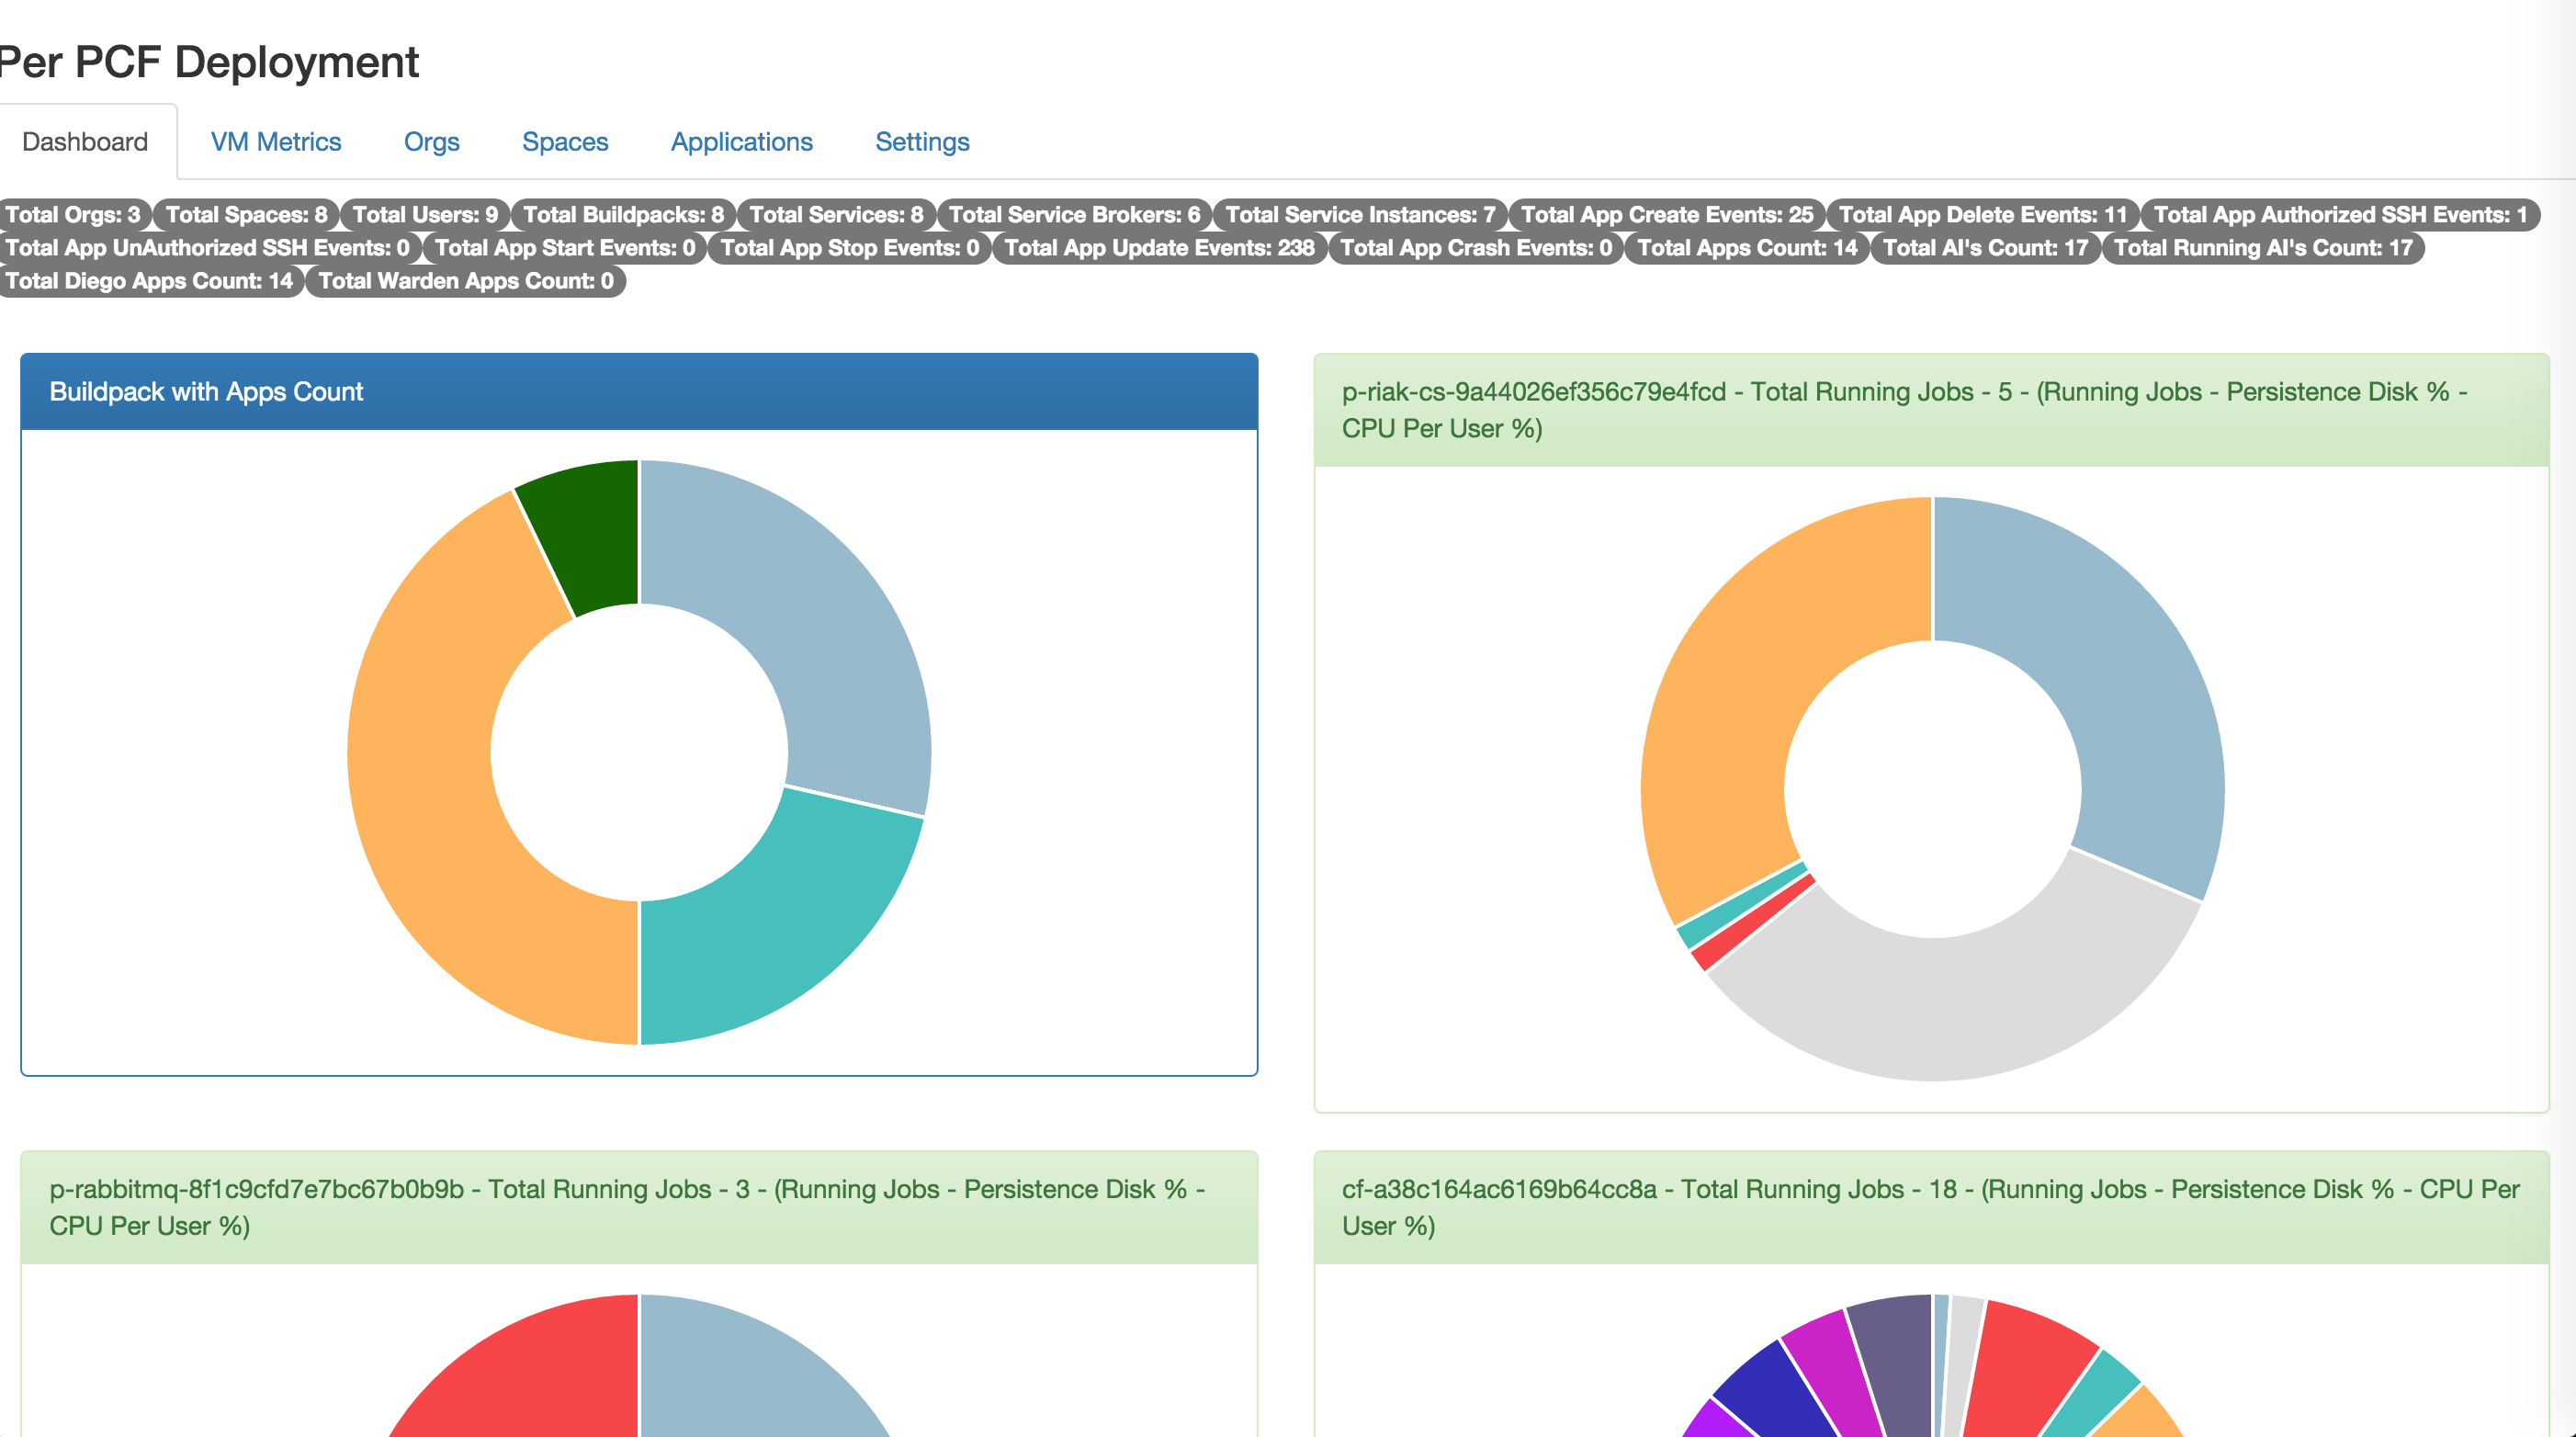 Per PCF Deployment
Dashboard VM Metrics Orgs Spaces Applications Settings
Total Orgs: 3 Total Spaces: 8 Total Users: 9 Total Buildpacks: 8 Total Services: 8 Total Service Brokers: 6 Total Service Instances: 7 Total App Create Events: 25 Total App Delete Events: 11 Total App Authorized SSH Events: 1
Total App UnAuthorized SSH Events: 0 Total App Start Events: 0 Total App Stop Events: 0 Total App Update Events: 238 Total App Crash Events: 0 Total Apps Count: 14 Total AI's Count: 17 Total Running AI's Count: 17
Total Diego Apps Count: 14 Total Warden Apps Count: 0
Buildpack with Apps Count
p-riak-cs-9a44026ef356c79e4fcd - Total Running Jobs - 5 - (Running Jobs - Persistence Disk % -
CPU Per User %)
p-rabbitmq-8f1c9cfd7e7bc67b0b9b - Total Running Jobs - 3 - (Running Jobs - Persistence Disk % -
CPU Per User %)
cf-a38c164ac6169b64cc8a - Total Running Jobs - 18 - (Running Jobs - Persistence Disk % - CPU Per
User %)